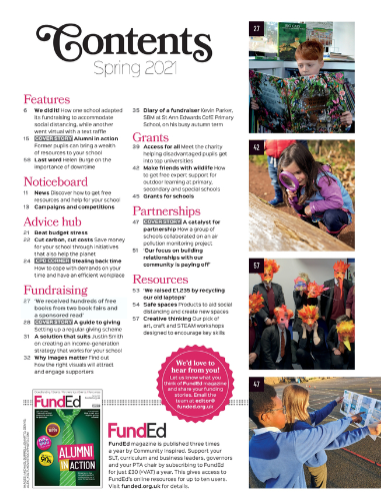 Contents
Spring 2021
Features
6 We did it! How one school adapted
its fundraising to accommodate
social distancing, while another
went virtual with a text raffle
15 COVER STORY Alumni in action
Former pupils can bring a wealth
of resources to your school
58 Last word Helen Burge on the
importance of downtime
Noticeboard
11 News Discover how to get free
resources and help for your school
13 Campaigns and competitions
Advice hub
21 Beat budget stress
22 Cut carbon, cut costs Save money
for your school through initiatives
that also help the planet
24 COVER STORY Stealing back time
How to cope with demands on your
time and have an efficient workplace
Fundraising
27 'We received hundreds of free
books from two book fairs and
a sponsored read'
28 COVER STORY A guide to giving
Setting up a regular giving scheme
31 A solution that suits Justin Smith
on creating an income-generation
strategy that works for your school
32 Why images matter Find out
how the right visuals will attract
and engage supporters
35 Diary of a fundraiser Kevin Parker,
SBM at St Ann Edwards CofE Primary
School, on his busy autumn term
Grants
39 Access for all Meet the charity
helping disadvantaged pupils get
into top universities
42 Make friends with wildlife How
to get free expert support for
outdoor learning at primary,
secondary and special schools
45 Grants for schools
Partnerships
47 COVER STORY A catalyst for
partnership How a group of
schools collaborated on an air
pollution monitoring project
51 'Our focus on building
relationships with our
community is paying off'
Resources
53 'We raised £1,235 by recycling
our old laptops'
54 Safe spaces Products to aid social
distancing and create new spaces
57 Creative thinking Our pick of
art, craft and STEAM workshops
designed to encourage key skills
We'd love to
hear from you!
Let us know what you
think of FundEd magazine
and share your funding
stories. Email the
team at editor@
funded.org.uk
FundEd
ALUMNI
IN ACTION
FundEd
FundEd magazine is published three times
a year by Community Inspired. Support your
SLT, curriculum and business leaders, governors
and your PTA chair by subscribing to FundEd
for just £30 (+VAT) a year. This gives access to
FundEd's online resources for up to ten users.
Visit funded.org.uk for details.
27
42
57
47